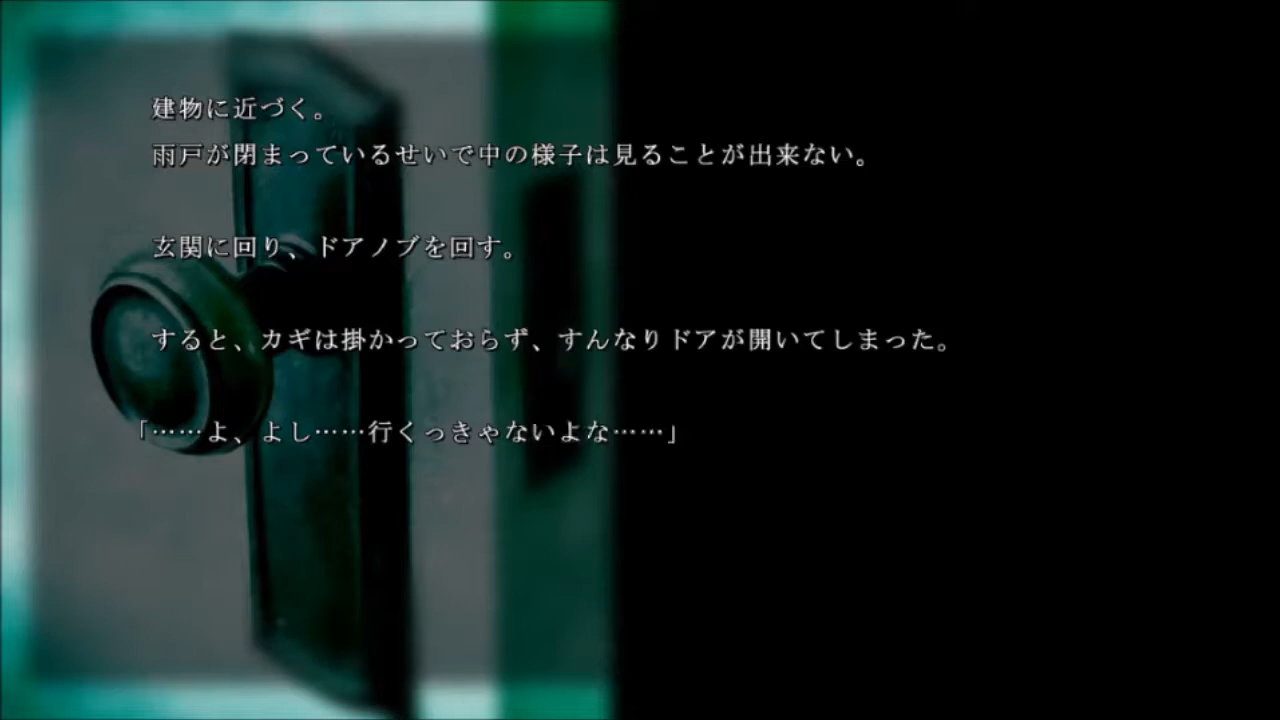 建物に近づく。
雨戸が閉まっているせいで中の様子は見ることが出来ない。
玄関に回り、ドアノブを回す。
すると、カギは掛かっておらず、すんなりドアが開いてしまった。
「……よ、よし……行くっきゃないよな……」